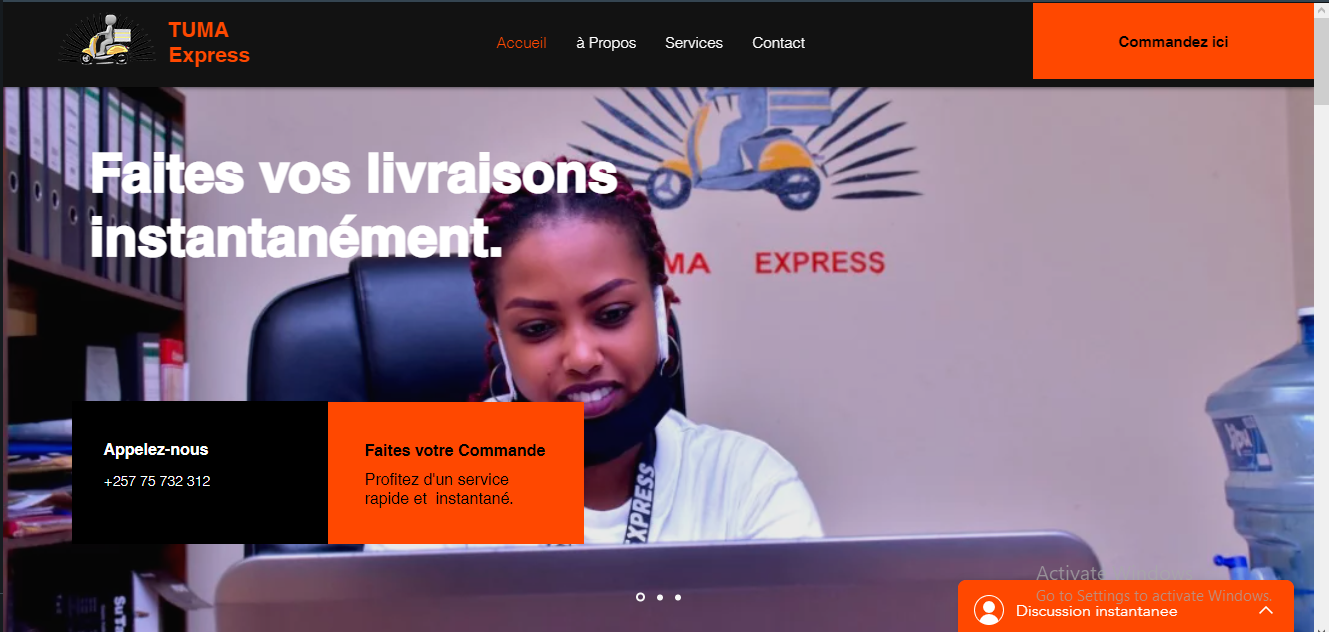 TUMA
Express
Accueil
à Propos
Services
Contact
Commandez ici
Faites vos livraisons
instantanément.
MA EXPRESS
Appelez-nous
+257 75 732 312
Faites votre Commande
Profitez d'un service
rapide et instantané.
EXPRESS
Activate Windows
Go to Settings to activate Windows.
Discussion instantanee